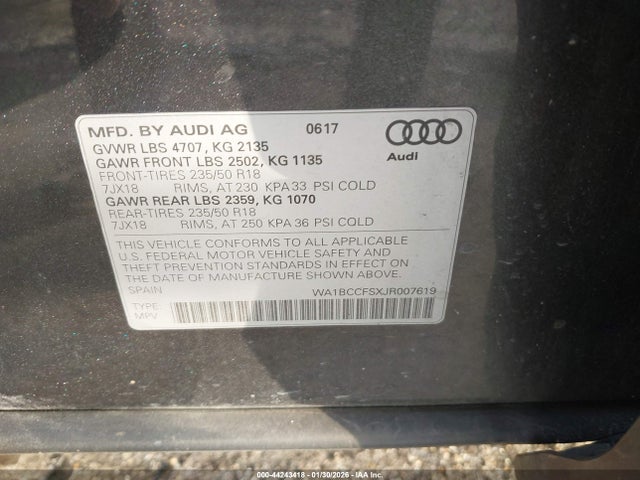 MFD. BY AUDI AG 0617
Audi
GVWR LBS 4707, KG 2135
GAWR FRONT LBS 2502, KG 1135
FRONT-TIRES 235/50 R18
7JX18 RIMS, AT 230 KPA 33 PSI COLD
GAWR REAR LBS 2359, KG 1070
REAR-TIRES 235/50 R18
7JX18 RIMS, AT 250 KPA 36 PSI COLD
THIS VEHICLE CONFORMS TO ALL APPLICABLE
U.S. FEDERAL MOTOR VEHICLE SAFETY AND
THEFT PREVENTION STANDARDS IN EFFECT ON
THE DATE OF MANUFACTURE SHOWN ABOVE.
SPAIN WA1BCCFSXJR007619
TYPE:
MPV
000-44243418 - 01/30/2026 - IAA Inc.